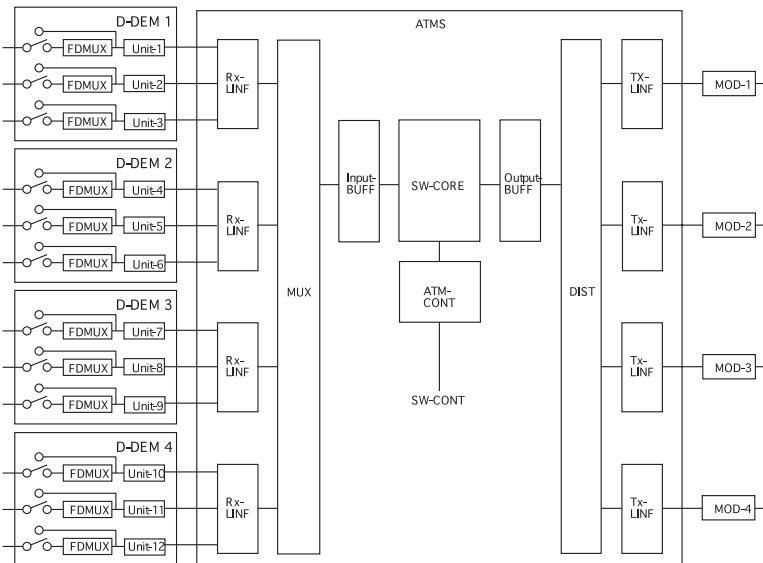 D-DEM 1
FDMUX Unit-1
FDMUX Unit-2
FDMUX Unit-3
D-DEM 2
FDMUX Unit-4
FDMUX Unit-5
FDMUX Unit-6
D-DEM 3
FDMUX Unit-7
FDMUX Unit-8
FDMUX Unit-9
D-DEM 4
FDMUX Unit-10
FDMUX Unit-11
FDMUX Unit-12
ATMS
Rx-
LINF
Rx-
LINF
Rx-
LINF
Rx-
LINF
MUX
Input-
BUFF
SW-CORE
Output-
BUFF
ATM-
CONT
SW-CONT
DIST
TX-
LINF
Tx-
LINF
Tx-
LINF
Tx-
LINF
MOD-1
MOD-2
MOD-3
MOD-4